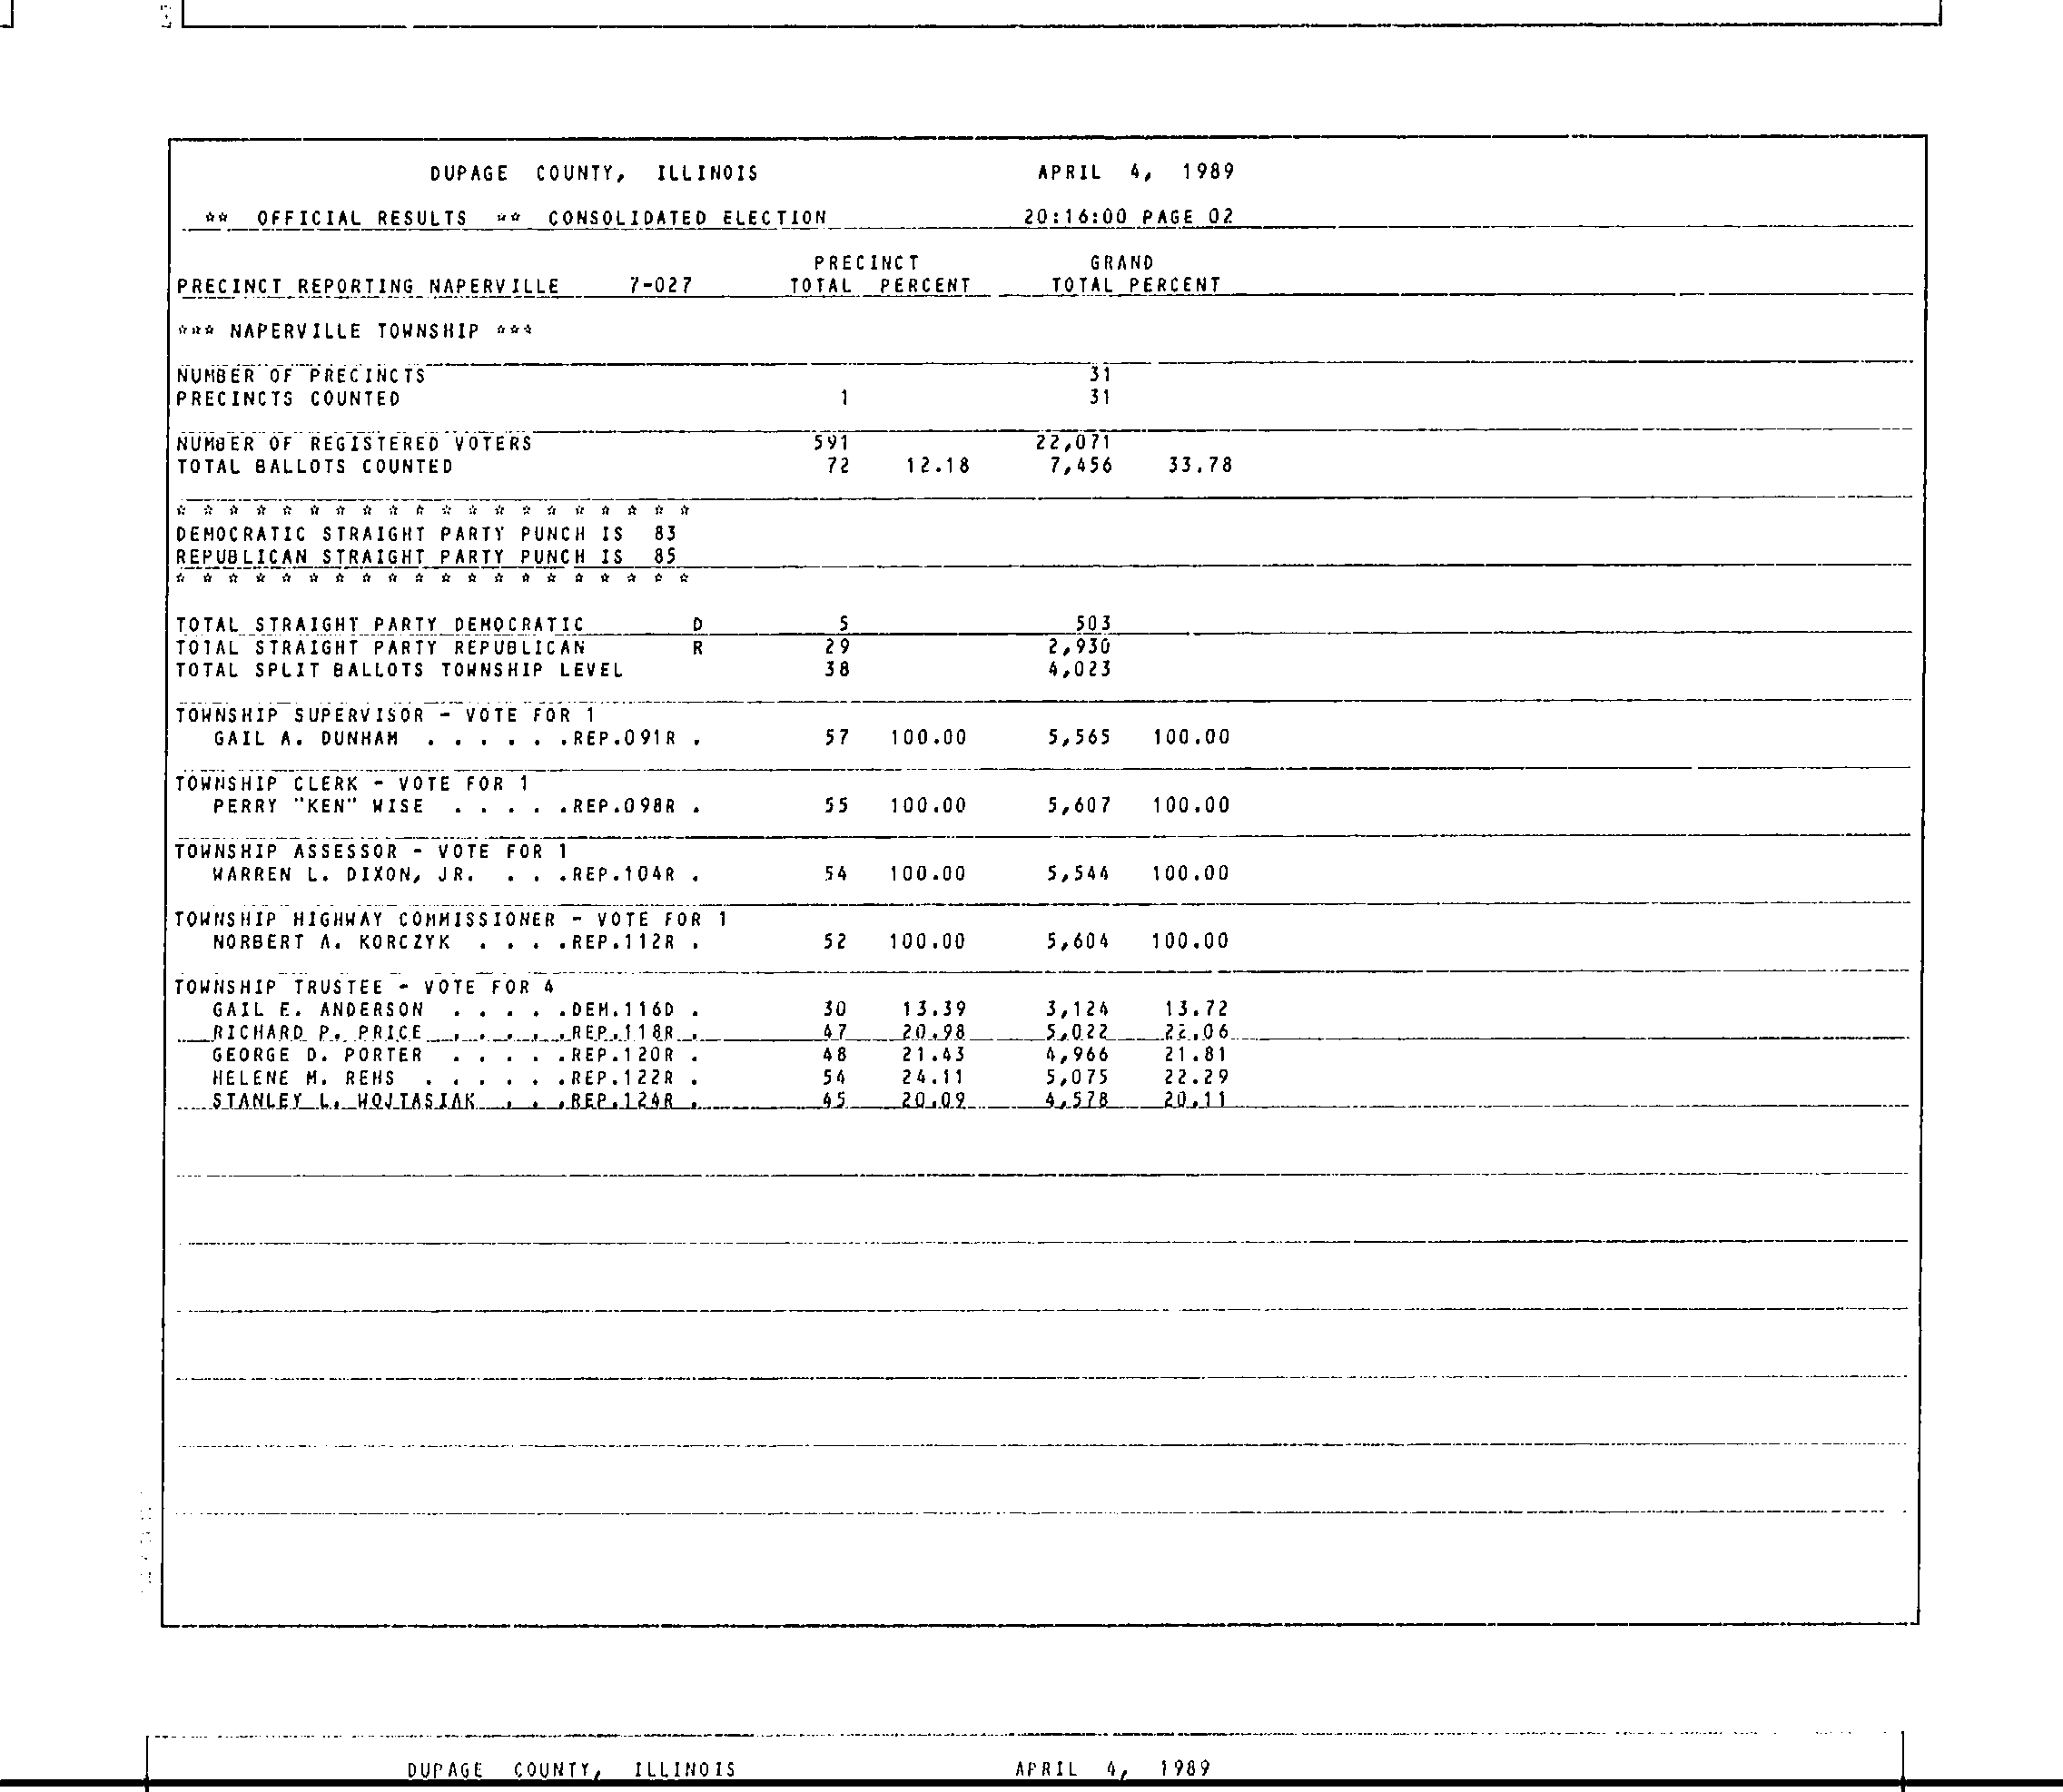 DUPAGE COUNTY, ILLINOIS APRIL 4, 1989
** OFFICIAL RESULTS ** CONSOLIDATED ELECTION 20:16:00 PAGE 02
PRECINCT GRAND
PRECINCT REPORTING NAPERVILLE 7-027 TOTAL PERCENT TOTAL PERCENT
*** NAPERVILLE TOWNSHIP ***
NUMBER OF PRECINCTS 31
PRECINCTS COUNTED 1 31
NUMBER OF REGISTERED VOTERS 591 22,071
TOTAL BALLOTS COUNTED 72 12.18 7,456 33.78
* * * * * * * * * * * * * * * * * * * *
DEMOCRATIC STRAIGHT PARTY PUNCH IS 83
REPUBLICAN STRAIGHT PARTY PUNCH IS 85
* * * * * * * * * * * * * * * * * * * *
TOTAL STRAIGHT PARTY DEMOCRATIC D 5 503
TOTAL STRAIGHT PARTY REPUBLICAN R 29 2,930
TOTAL SPLIT BALLOTS TOWNSHIP LEVEL 38 4,023
TOWNSHIP SUPERVISOR - VOTE FOR 1
GAIL A. DUNHAM . . . . . .REP.091R . 57 100.00 5,565 100.00
TOWNSHIP CLERK - VOTE FOR 1
PERRY "KEN" WISE . . . . .REP.098R . 55 100.00 5,607 100.00
TOWNSHIP ASSESSOR - VOTE FOR 1
WARREN L. DIXON, JR. . . .REP.104R . 54 100.00 5,544 100.00
TOWNSHIP HIGHWAY COMMISSIONER - VOTE FOR 1
NORBERT A. KORCZYK . . . .REP.112R . 52 100.00 5,604 100.00
TOWNSHIP TRUSTEE - VOTE FOR 4
GAIL E. ANDERSON . . . . .DEM.116D . 30 13.39 3,124 13.72
RICHARD P. PRICE . . . . .REP.118R . 47 20.98 5,022 22.06
GEORGE D. PORTER . . . . .REP.120R . 48 21.43 4,966 21.81
HELENE M. REHS . . . . . .REP.122R . 54 24.11 5,075 22.29
STANLEY L. WOJTASIAK . . .REP.124R . 45 20.09 4,578 20.11
DUPAGE COUNTY, ILLINOIS APRIL 4, 1989